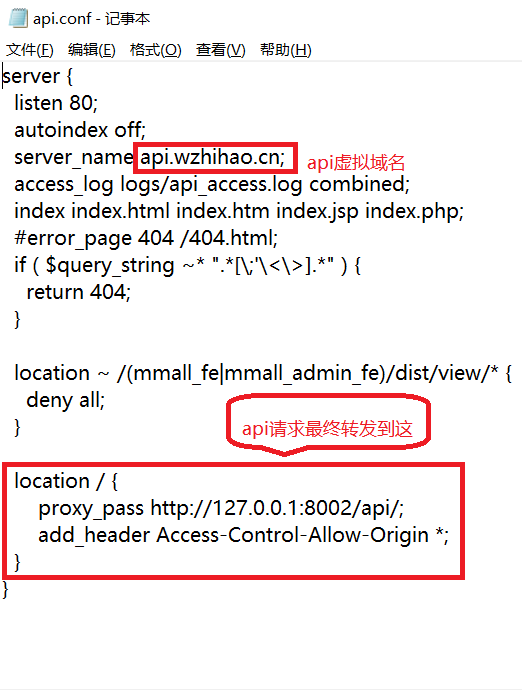 api.conf - 记事本
文件(F) 编辑(E) 格式(O) 查看(V) 帮助(H)
server {
listen 80;
autoindex off;
server_name api.wzhihao.cn; api虚拟域名
access_log logs/api_access.log combined;
index index.html index.htm index.jsp index.php;
#error_page 404 /404.html;
if ( $query_string ~* ".*[\;'\<\>].*" ) {
return 404;
}
location ~ /(mmall_fe|mmall_admin_fe)/dist/view/* {
deny all;
}
api请求最终转发到这
location / {
proxy_pass http://127.0.0.1:8002/api/;
add_header Access-Control-Allow-Origin *;
}
}